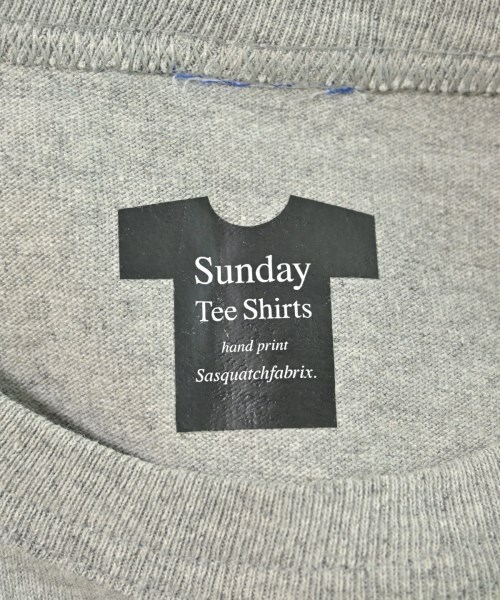 Sunday
Tee Shirts
hand print
Sasquatchfabrix.